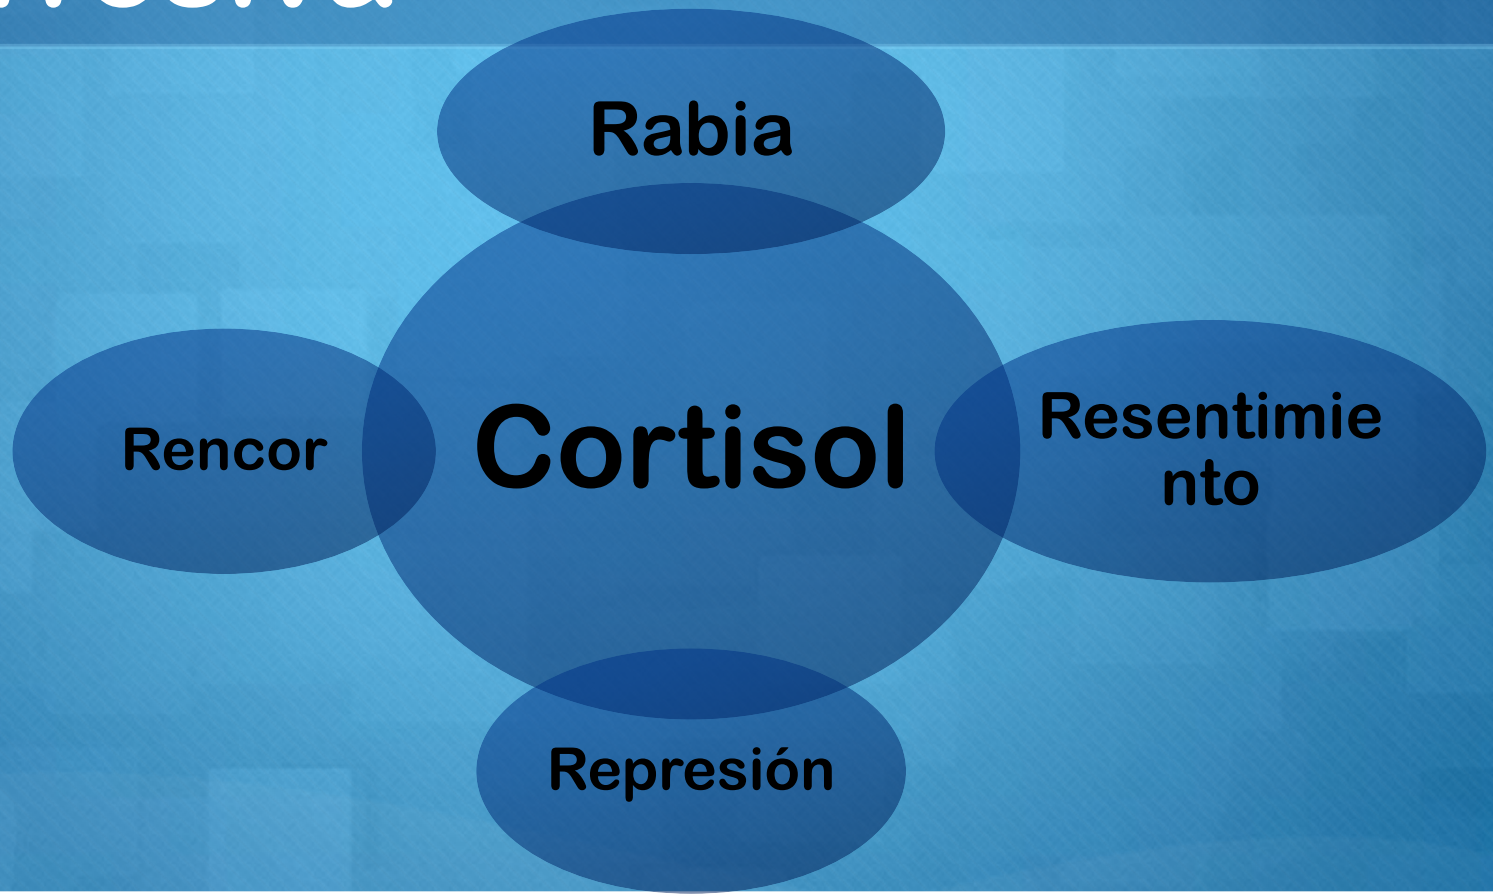 Rabia
Rencor
Cortisol
Resentimie
nto
Represión